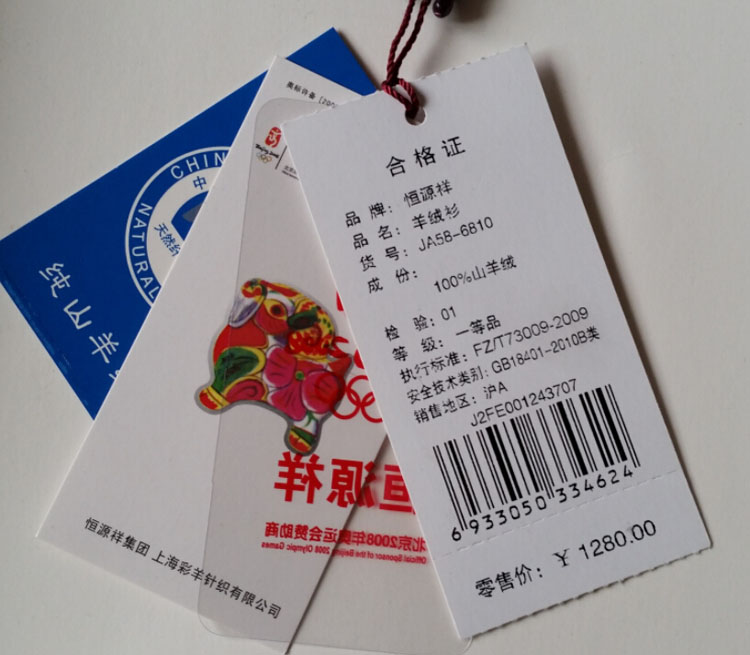 合格证
品 牌：恒源祥
品 名：羊绒衫
货 号：JA58-6810
成 份：
100%山羊绒
检 验：01
等 级：一等品
执行标准：FZ/T73009-2009
安全技术类别：GB18401-2010B类
销售地区：沪A
J2FE001243707
6 933050 334624
零售价：￥ 1280.00
Beijing 2008
恒源祥
北京2008年奥运会赞助商
Official Sponsor of the Beijing 2008 Olympic Games
恒源祥集团 上海彩羊针织有限公司
CHIN
中
NATURAL
天然纤
纯山羊